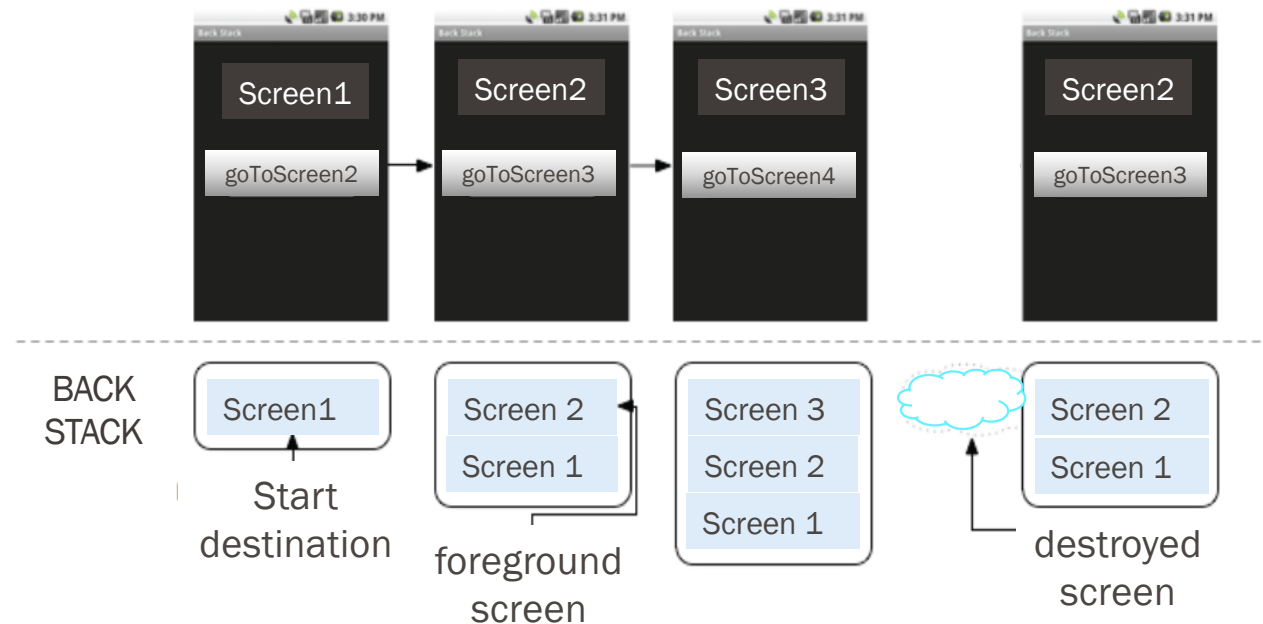 3:30 PM
Back Stack
Screen1
goToScreen2
3:31 PM
Back Stack
Screen2
goToScreen3
3:31 PM
Back Stack
Screen3
goToScreen4
3:31 PM
Back Stack
Screen2
goToScreen3
BACK
STACK
Screen1
Start
destination
Screen 2
Screen 1
foreground
screen
Screen 3
Screen 2
Screen 1
Screen 2
Screen 1
destroyed
screen